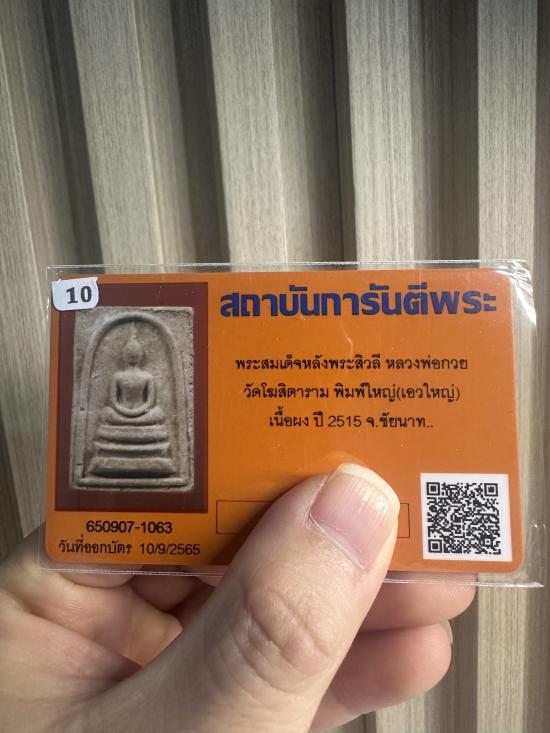 10
สถาบันการันตีพระ
พระสมเด็จหลังพระสิวลี หลวงพ่อกวย
วัดโฆสิตาราม พิมพ์ใหญ่(เอวใหญ่)
เนื้อผง ปี 2515 จ.ชัยนาท..
650907-1063
วันที่ออกบัตร 10/9/2565